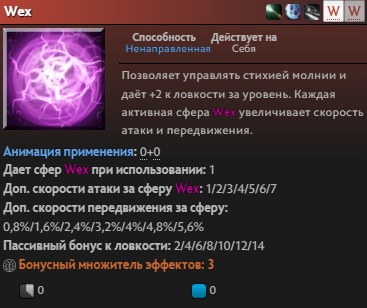 Wex
W W
Способность Действует на
Ненаправленная Себя
Позволяет управлять стихией молнии и
даёт +2 к ловкости за уровень. Каждая
активная сфера Wex увеличивает скорость
атаки и передвижения.
Анимация применения: 0+0
Дает сфер Wex при использовании: 1
Доп. скорости атаки за сферу Wex: 1/2/3/4/5/6/7
Доп. скорости передвижения за сферу:
0,8%/1,6%/2,4%/3,2%/4%/4,8%/5,6%
Пассивный бонус к ловкости: 2/4/6/8/10/12/14
Бонусный множитель эффектов: 3
0 0